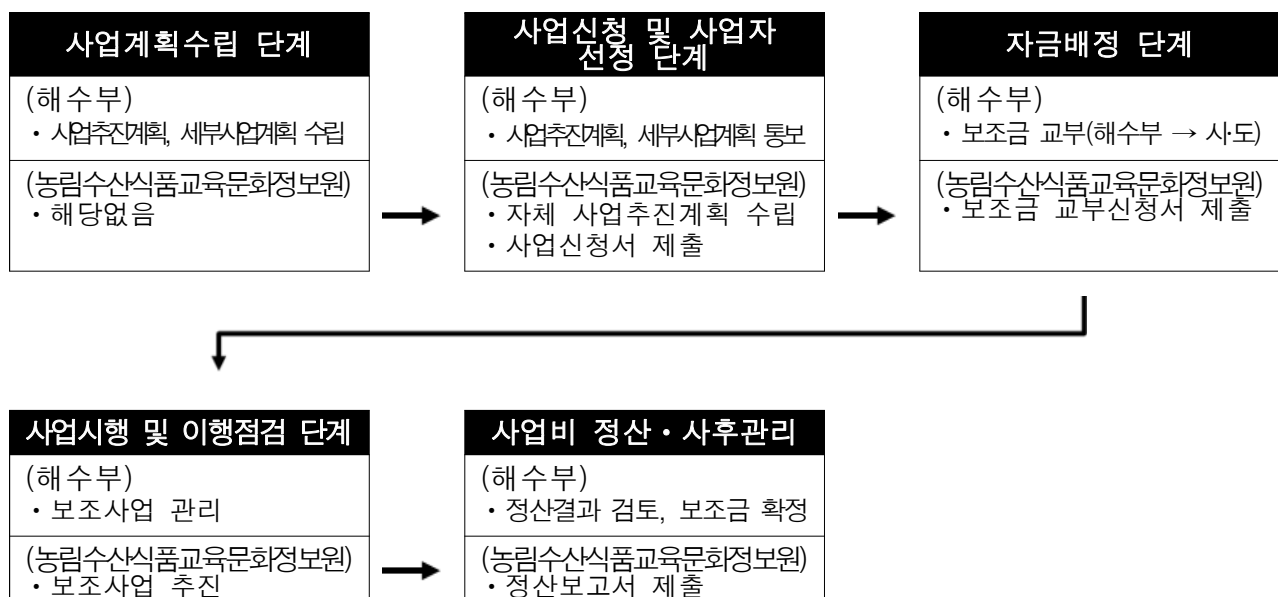 사업계획수립 단계
(해수부)
・사업추진계획, 세부사업계획 수립
(농림수산식품교육문화정보원)
・해당없음
사업신청 및 사업자
선정 단계
(해수부)
・사업추진계획, 세부사업계획 통보
(농림수산식품교육문화정보원)
・자체 사업추진계획 수립
・사업신청서 제출
자금배정 단계
(해수부)
・보조금 교부(해수부 → 시·도)
(농림수산식품교육문화정보원)
・보조금 교부신청서 제출
사업시행 및 이행점검 단계
(해수부)
・보조사업 관리
(농림수산식품교육문화정보원)
・보조사업 추진
사업비 정산・사후관리
(해수부)
・정산결과 검토, 보조금 확정
(농림수산식품교육문화정보원)
・정산보고서 제출